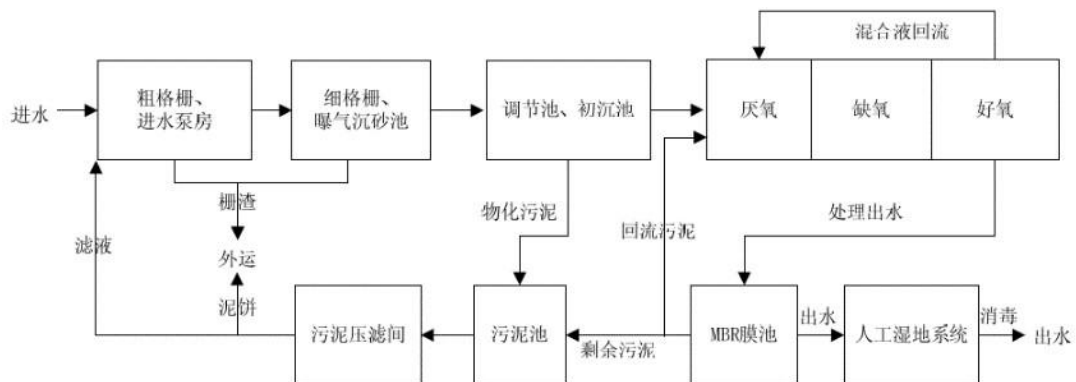 混合液回流
进水
粗格栅、
进水泵房
细格栅、
曝气沉砂池
调节池、初沉池
厌氧
缺氧
好氧
栅渣
物化污泥
回流污泥
处理出水
滤液
外运
泥饼
污泥压滤间
污泥池
剩余污泥
MBR膜池
出水
人工湿地系统
消毒
出水